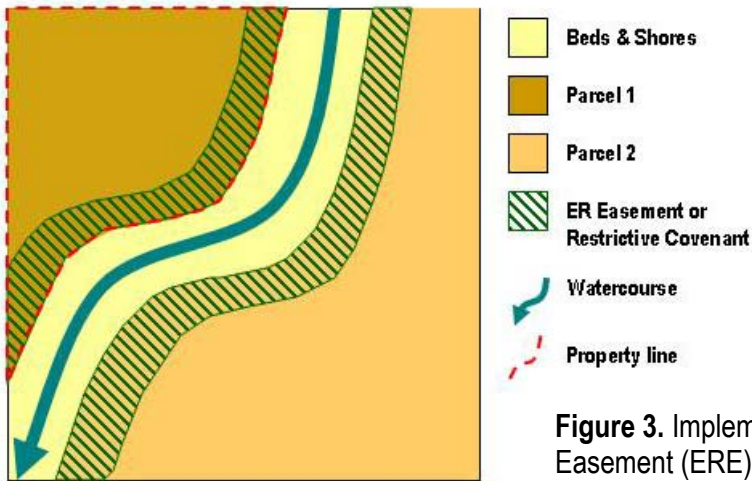 Beds & Shores
Parcel 1
Parcel 2
ER Easement or
Restrictive Covenant
Watercourse
Property line
Figure 3. Implem
Easement (ERE)